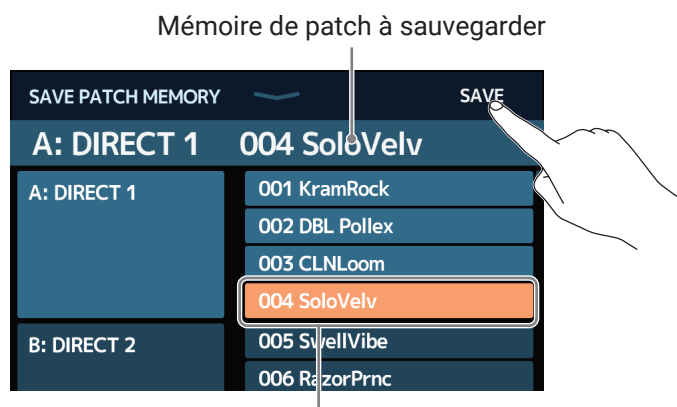 Mémoire de patch à sauvegarder
SAVE PATCH MEMORY SAVE
A: DIRECT 1 004 SoloVelv
A: DIRECT 1
001 KramRock
002 DBL Pollex
003 CLNLoom
004 SoloVelv
B: DIRECT 2
005 SwellVibe
006 RazorPrnc